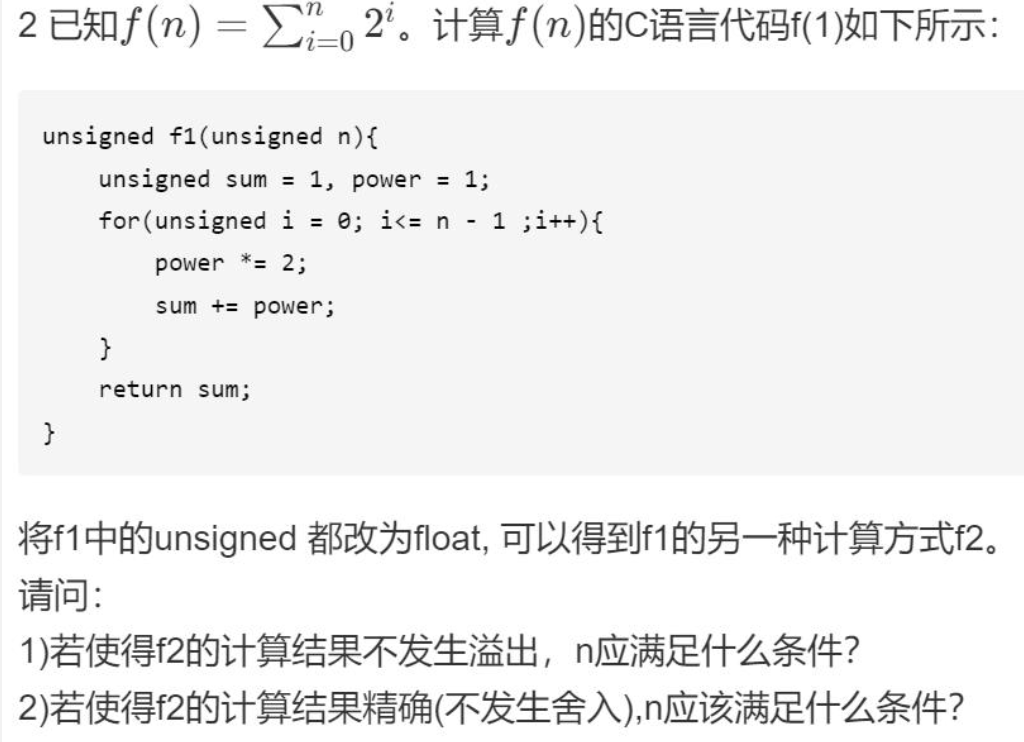 2 已知f(n) = ∑ⁿᵢ₌₀ 2ⁱ。计算f(n)的C语言代码f(1)如下所示：
unsigned f1(unsigned n){
    unsigned sum = 1, power = 1;
    for(unsigned i = 0; i<= n - 1 ;i++){
        power *= 2;
        sum += power;
    }
    return sum;
}
将f1中的unsigned 都改为float, 可以得到f1的另一种计算方式f2。
请问：
1)若使得f2的计算结果不发生溢出，n应满足什么条件？
2)若使得f2的计算结果精确(不发生舍入),n应该满足什么条件？